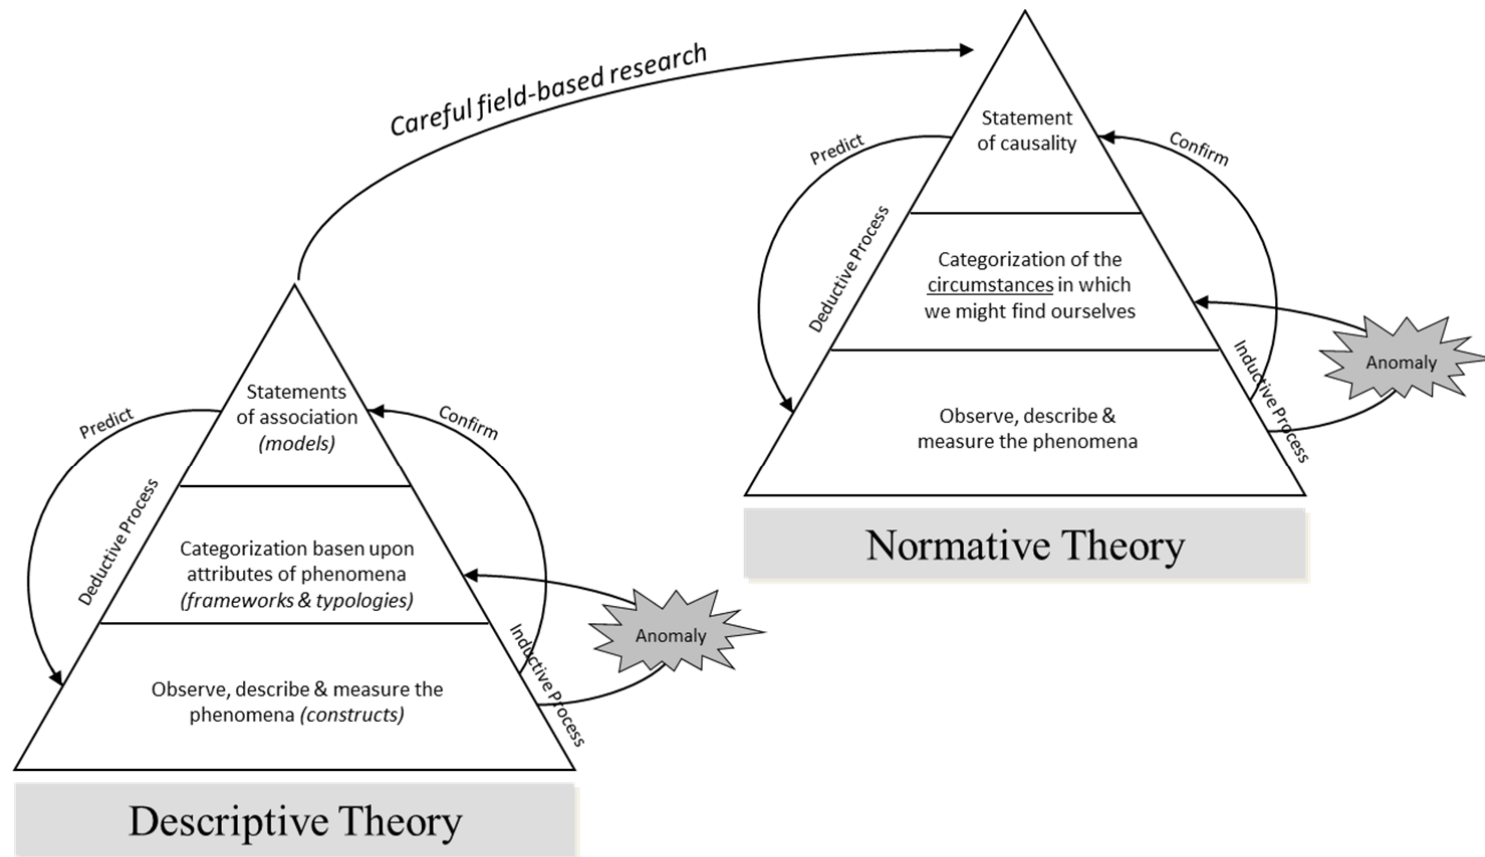 Careful field-based research
Statement
of causality
Predict
Confirm
Deductive Process
Categorization of the
circumstances in which
we might find ourselves
Inductive Process
Anomaly
Observe, describe &
measure the phenomena
Normative Theory
Statements
of association
(models)
Predict
Confirm
Deductive Process
Categorization basen upon
attributes of phenomena
(frameworks & typologies)
Inductive Process
Anomaly
Observe, describe & measure the
phenomena (constructs)
Descriptive Theory